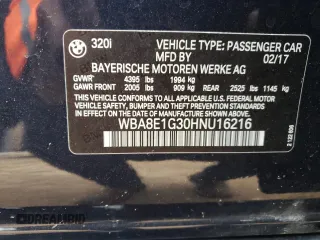 320i VEHICLE TYPE: PASSENGER CAR
MFD BY 02/17
BAYERISCHE MOTOREN WERKE AG
GVWR 4395 lbs 1994 kg
GAWR FRONT 2005 lbs 909 kg REAR 2525 lbs 1145 kg
THIS VEHICLE CONFORMS TO ALL APPLICABLE FEDERAL MOTOR
VEHICLE SAFETY, BUMPER AND THEFT PREVENTION STANDARDS IN
EFFECT ON THE DATE OF MANUFACTURE SHOWN ABOVE.
WBA8E1G30HNU16216
DREAMBID